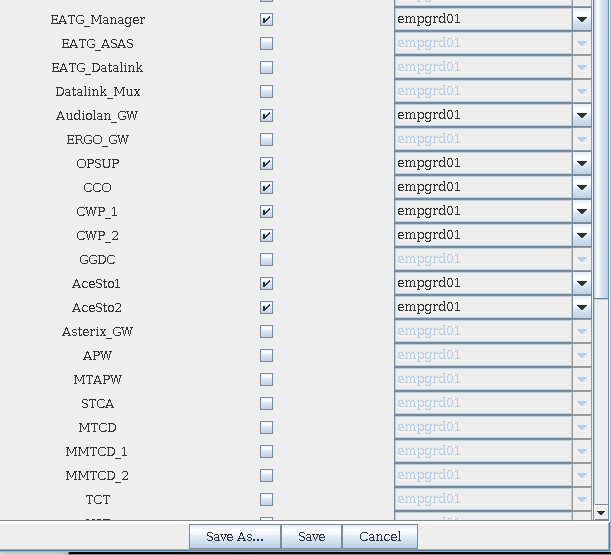 EATG_Manager empgrd01
EATG_ASAS empgrd01
EATG_Datalink empgrd01
Datalink_Mux empgrd01
Audiolan_GW empgrd01
ERGO_GW empgrd01
OPSUP empgrd01
CCO empgrd01
CWP_1 empgrd01
CWP_2 empgrd01
GGDC empgrd01
AceSto1 empgrd01
AceSto2 empgrd01
Asterix_GW empgrd01
APW empgrd01
MTAPW empgrd01
STCA empgrd01
MTCD empgrd01
MMTCD_1 empgrd01
MMTCD_2 empgrd01
TCT empgrd01
Save As... Save Cancel